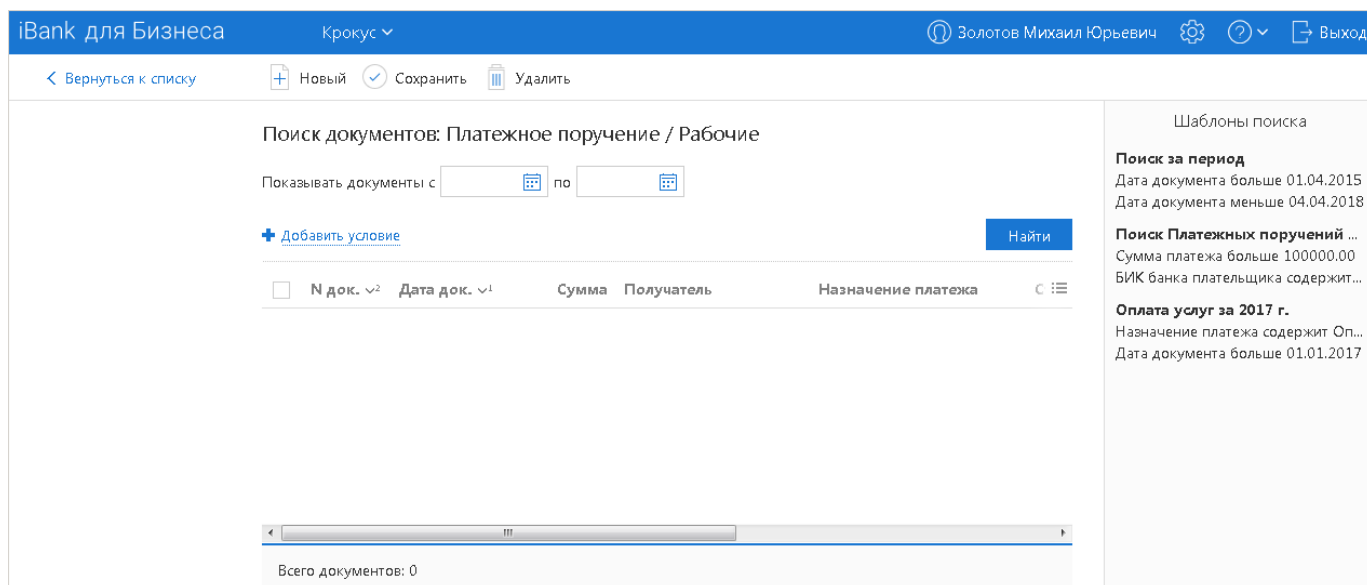 iBank для Бизнеса Крокус Золотов Михаил Юрьевич Выход
Вернуться к списку Новый Сохранить Удалить
Поиск документов: Платежное поручение / Рабочие
Показывать документы с по
Добавить условие Найти
N док. 2 Дата док. 1 Сумма Получатель Назначение платежа С
Всего документов: 0
Шаблоны поиска
Поиск за период
Дата документа больше 01.04.2015
Дата документа меньше 04.04.2018
Поиск Платежных поручений ...
Сумма платежа больше 100000.00
БИК банка плательщика содержит...
Оплата услуг за 2017 г.
Назначение платежа содержит Оп...
Дата документа больше 01.01.2017